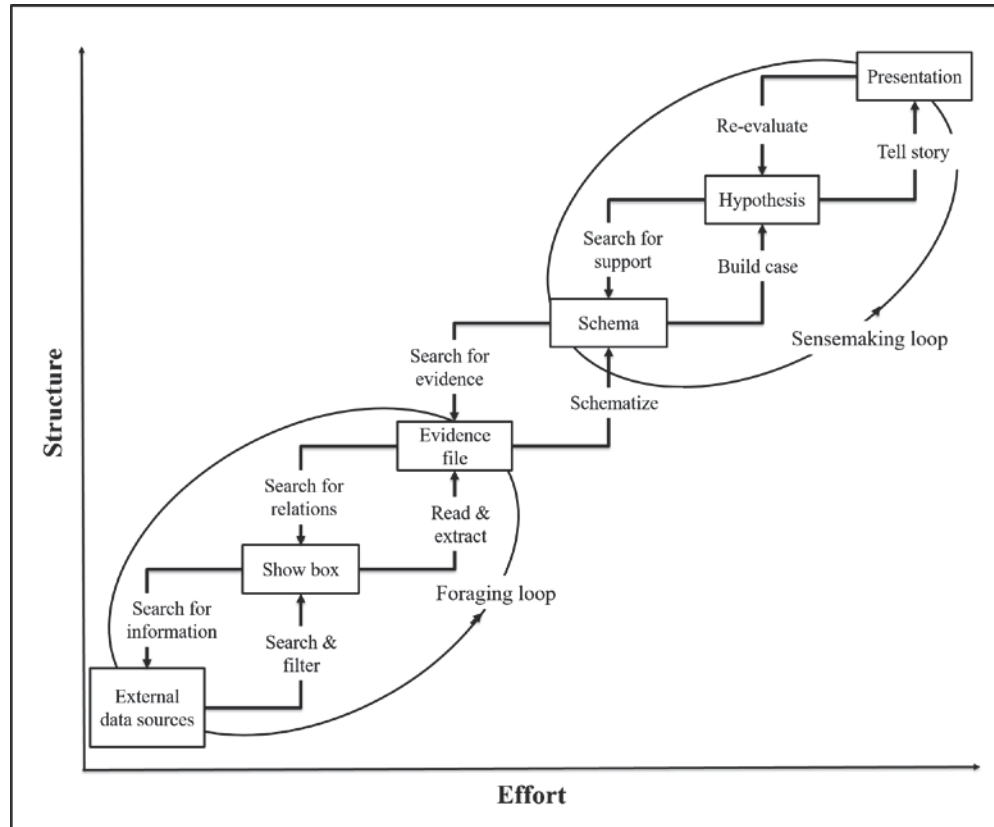 Presentation
Re-evaluate
Tell story
Hypothesis
Search for
support
Build case
Schema
Sensemaking loop
Search for
evidence
Schematize
Structure
Evidence
file
Search for
relations
Read &
extract
Show box
Foraging loop
Search for
information
Search &
filter
External
data sources
Effort